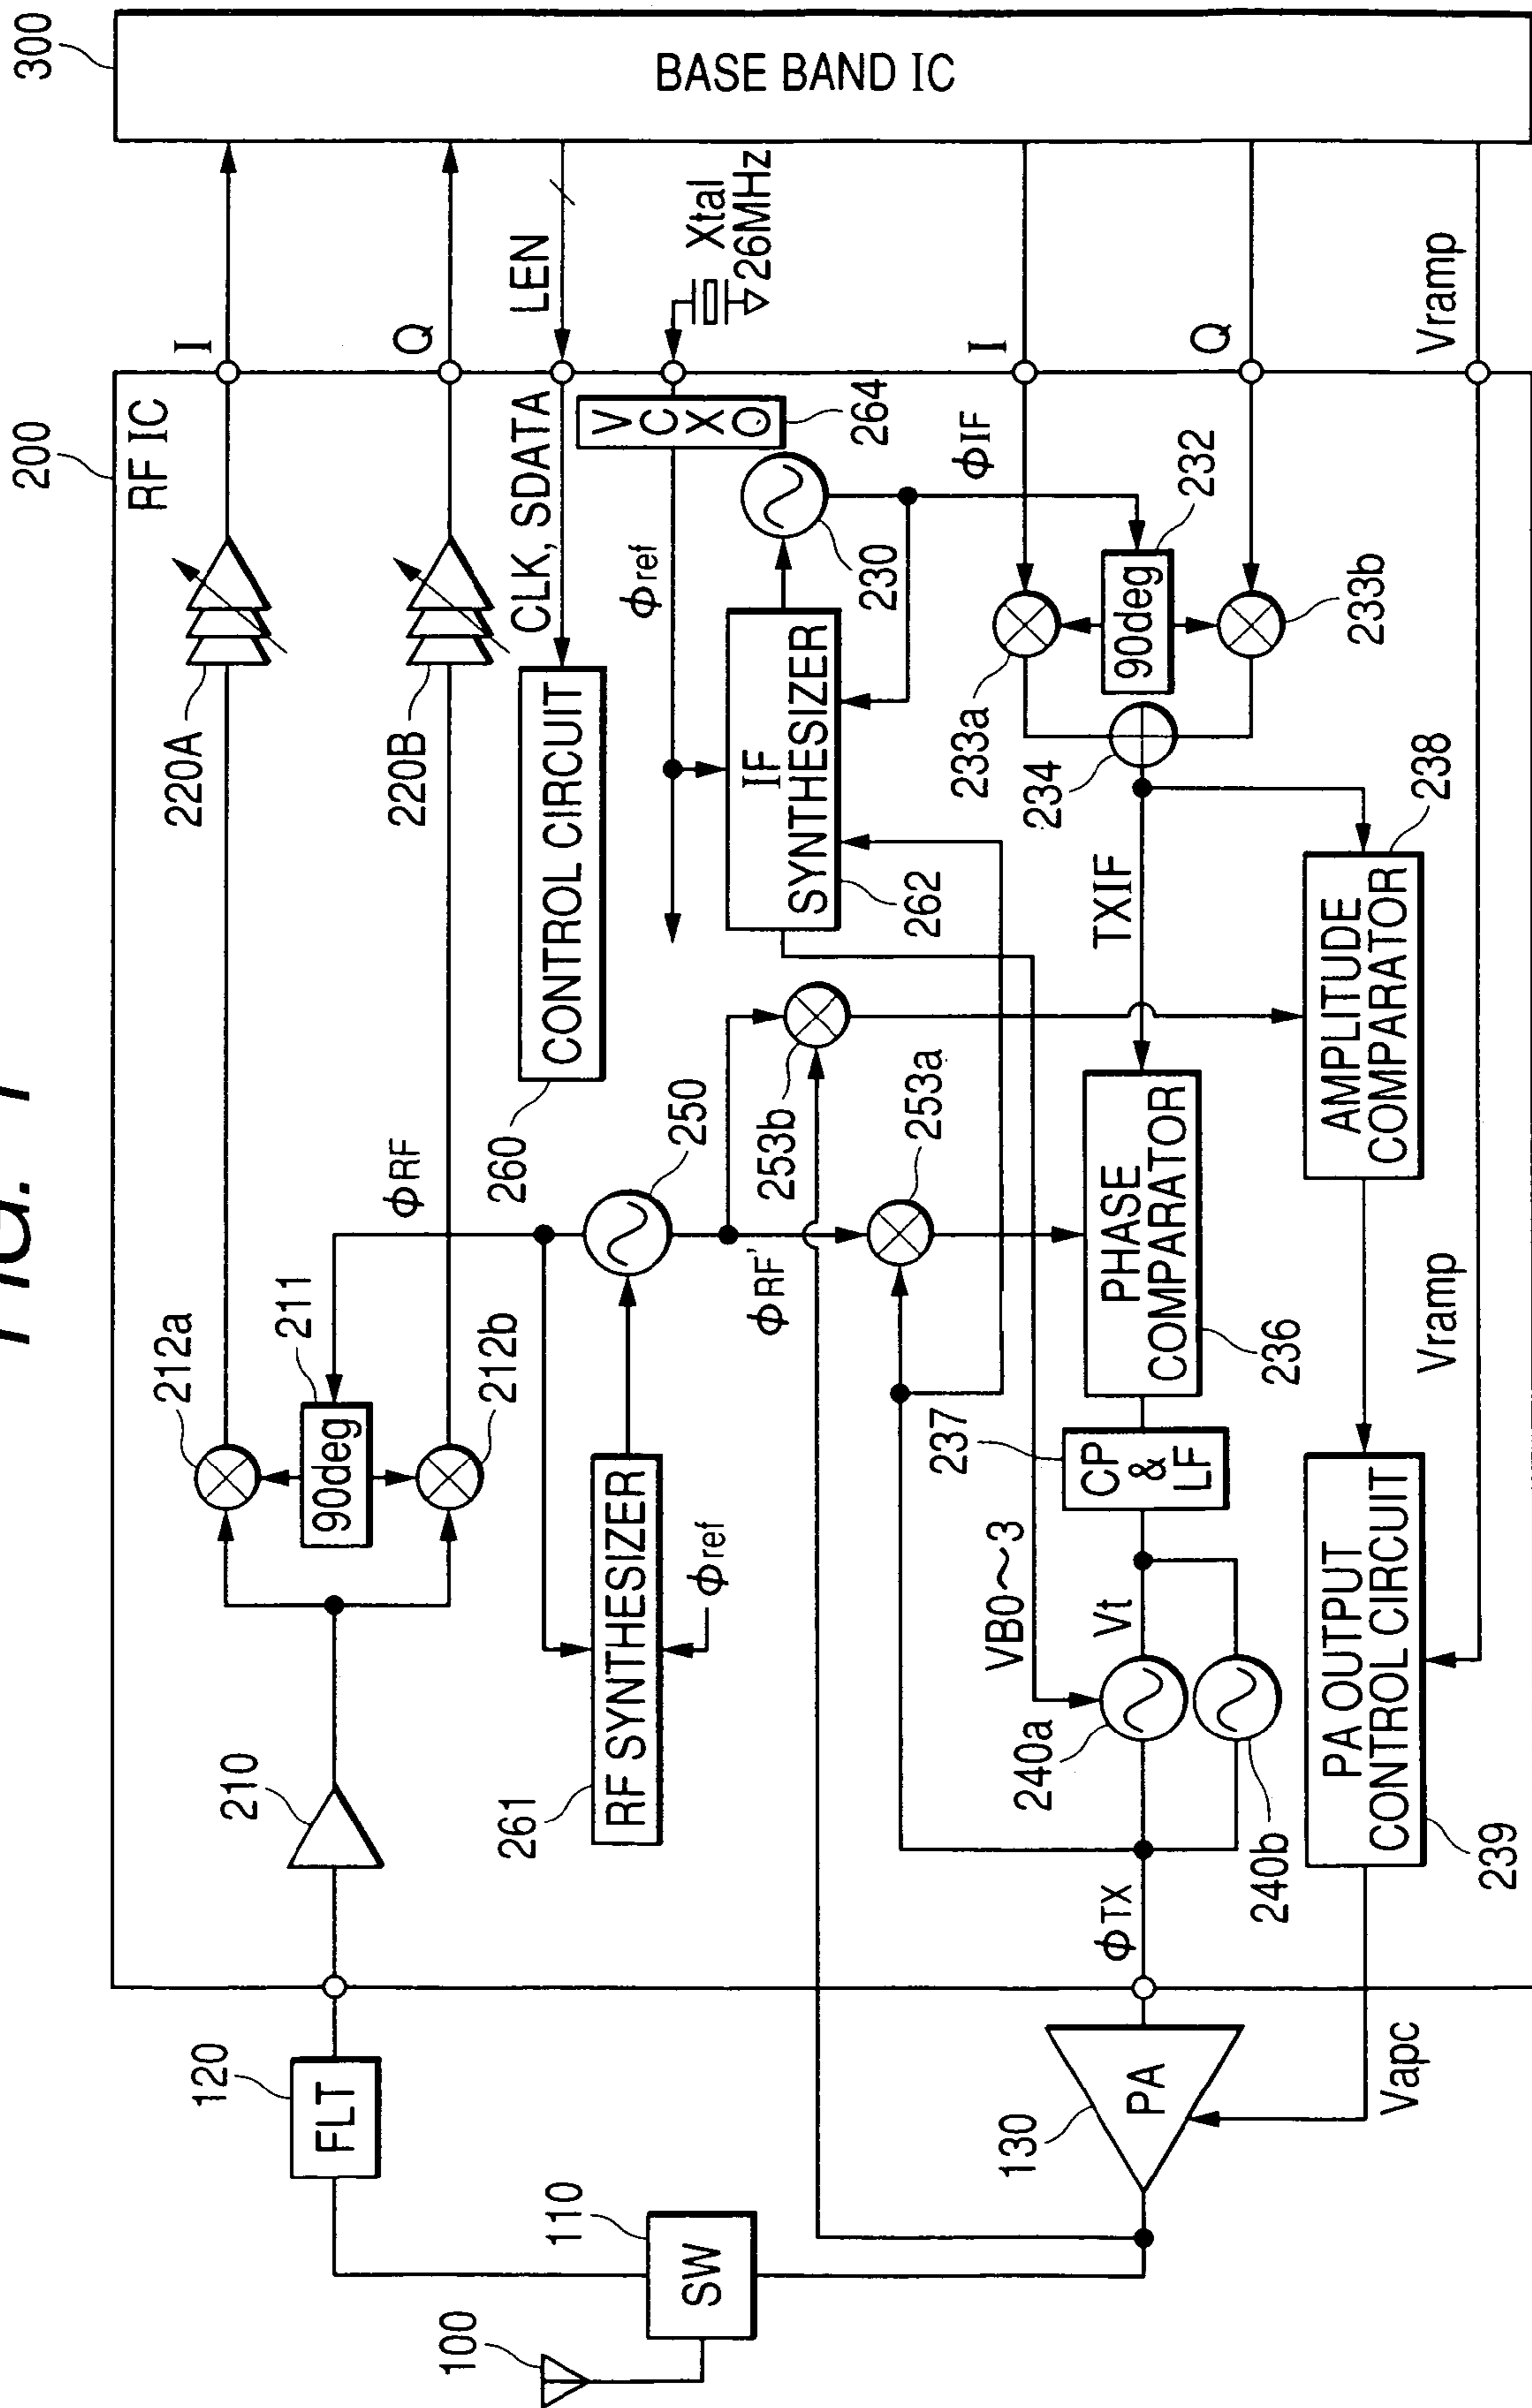 FIG. 1
300
BASE BAND IC
200
RF IC
I
Q
LEN
CLK, SDATA
Xtal
26MHz
I
Q
Vramp
VCXO
264
220A
220B
CONTROL CIRCUIT
260
φref
IF
SYNTHESIZER
262
230
φIF
90deg
232
233a
233b
234
TXIF
AMPLITUDE
COMPARATOR
238
212a
211
90deg
212b
φRF
250
253b
253a
φRF'
RF SYNTHESIZER
261
φref
PHASE
COMPARATOR
236
237
CP
&
LF
VB0~3
Vt
240a
240b
Vramp
PA OUTPUT
CONTROL CIRCUIT
239
210
φTX
120
FLT
130
PA
Vapc
110
SW
100